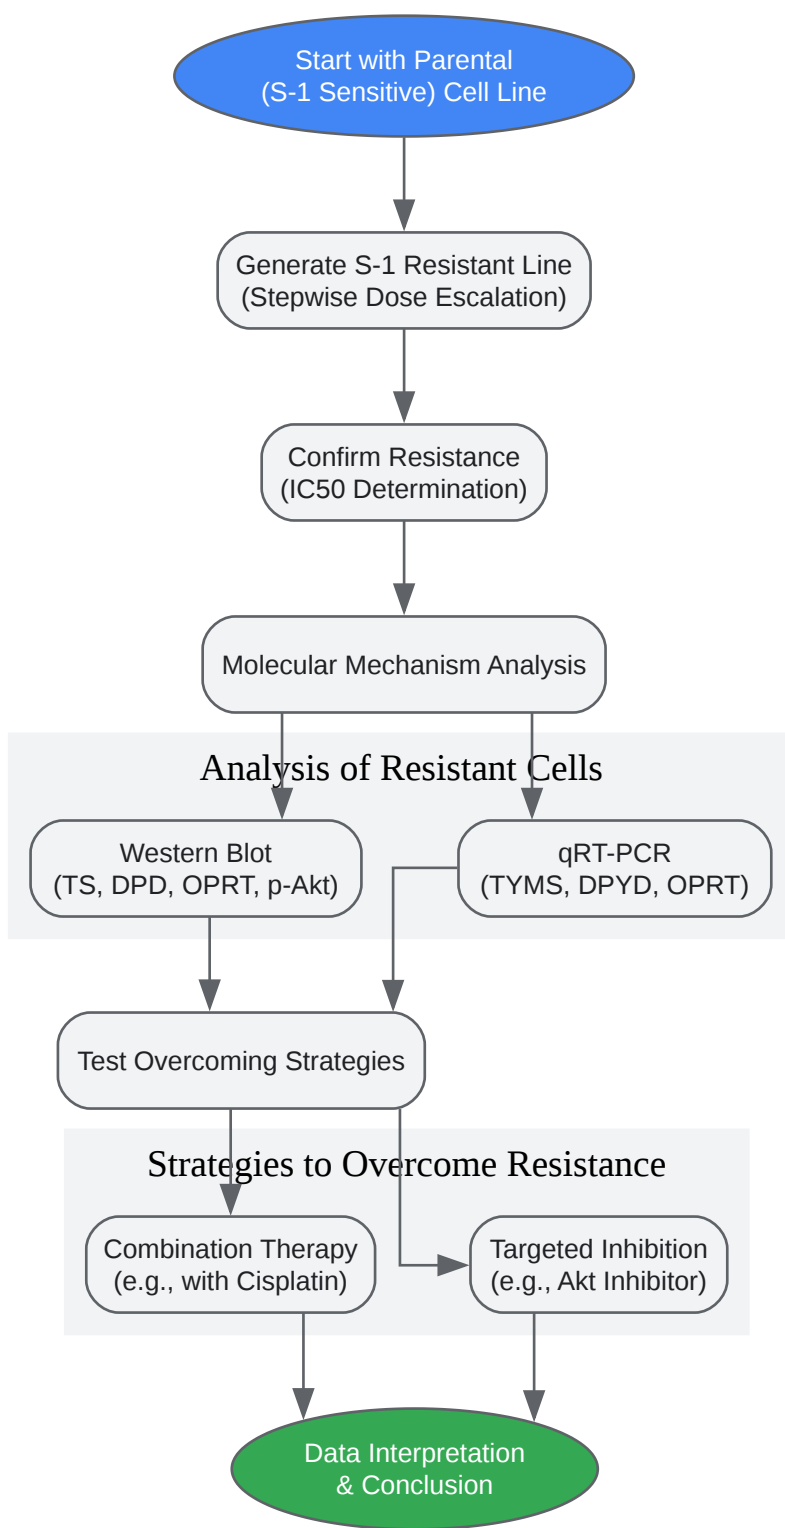 Start with Parental
(S-1 Sensitive) Cell Line
Generate S-1 Resistant Line
(Stepwise Dose Escalation)
Confirm Resistance
(IC50 Determination)
Molecular Mechanism Analysis
Analysis of Resistant Cells
Western Blot
(TS, DPD, OPRT, p-Akt)
qRT-PCR
(TYMS, DPYD, OPRT)
Test Overcoming Strategies
Strategies to Overcome Resistance
Combination Therapy
(e.g., with Cisplatin)
Targeted Inhibition
(e.g., Akt Inhibitor)
Data Interpretation
& Conclusion